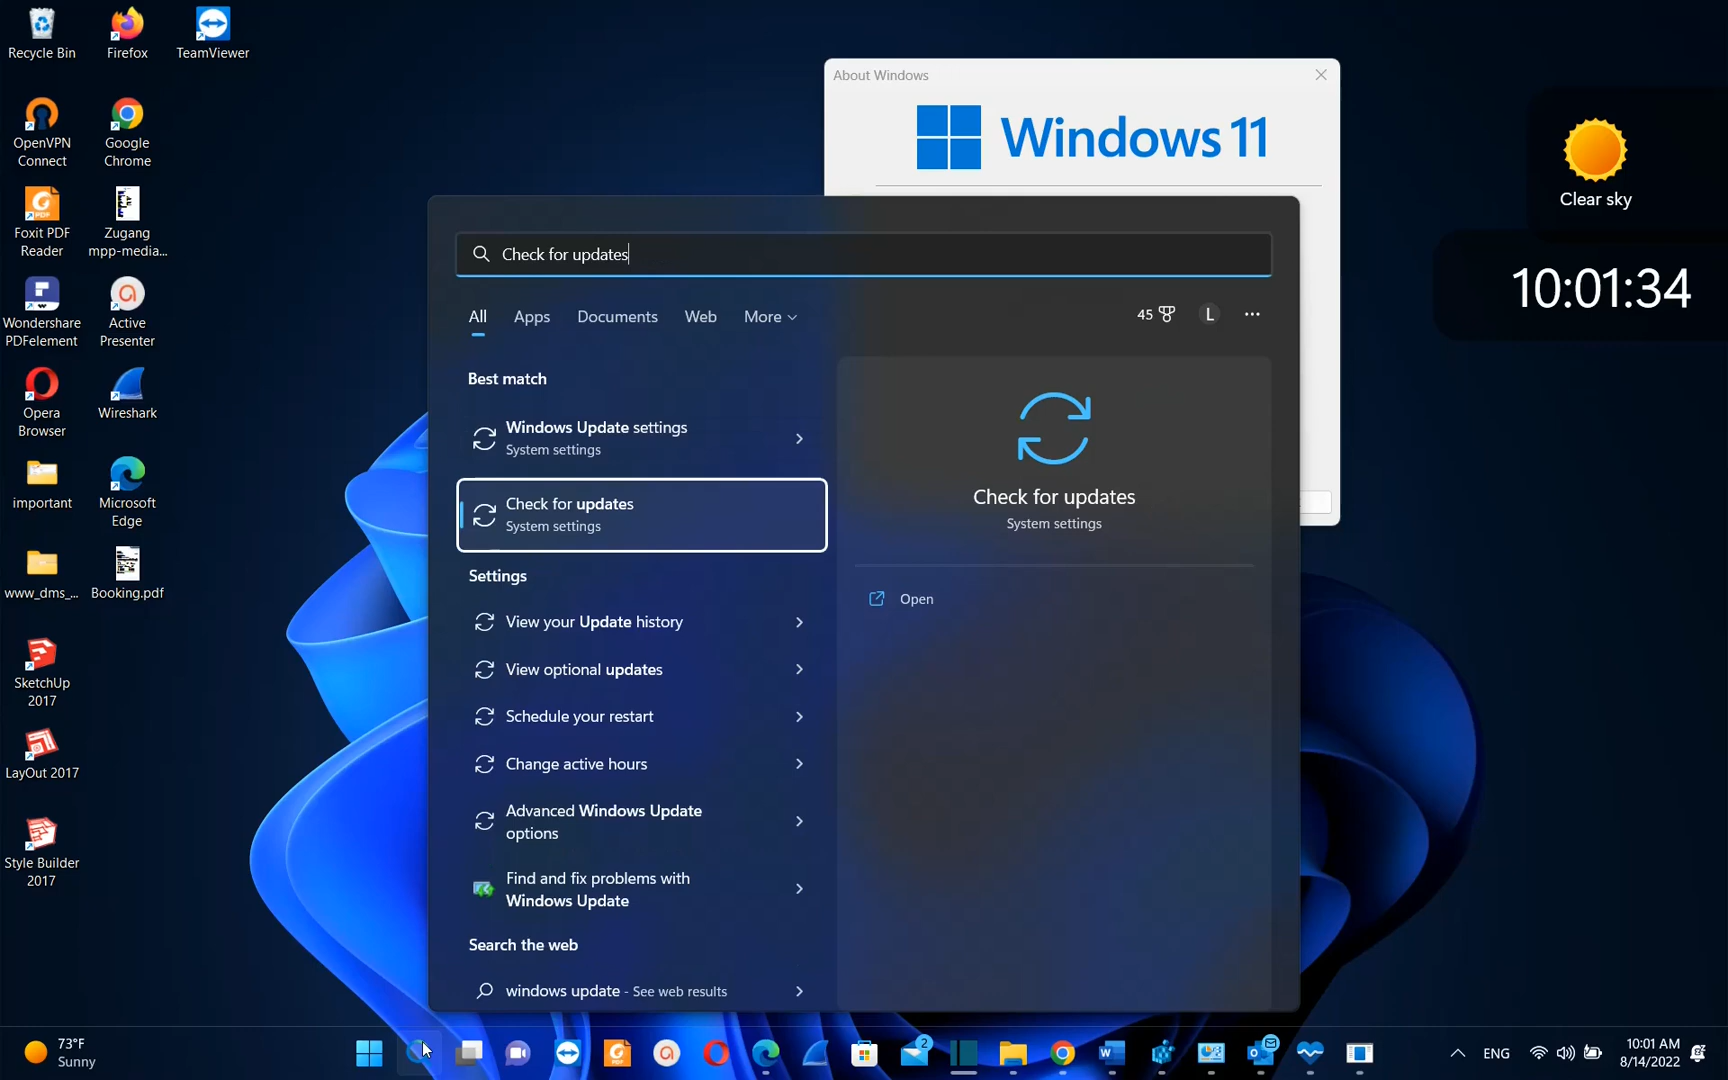 Recycle Bin
Firefox
TeamViewer
OpenVPN
Connect
Google
Chrome
Foxit PDF
Reader
Zugang
mpp-media...
Wondershare
PDFelement
Active
Presenter
Opera
Browser
Wireshark
important
Microsoft
Edge
www_dms_...
Booking.pdf
SketchUp
2017
LayOut 2017
Style Builder
2017
About Windows
Windows 11
Clear sky
10:01:34
Check for updates
All
Apps
Documents
Web
More
45
L
Best match
Windows Update settings
System settings
Check for updates
System settings
Settings
View your Update history
View optional updates
Schedule your restart
Change active hours
Advanced Windows Update
options
Find and fix problems with
Windows Update
Search the web
windows update - See web results
Check for updates
System settings
Open
73°F
Sunny
2
ENG
10:01 AM
8/14/2022